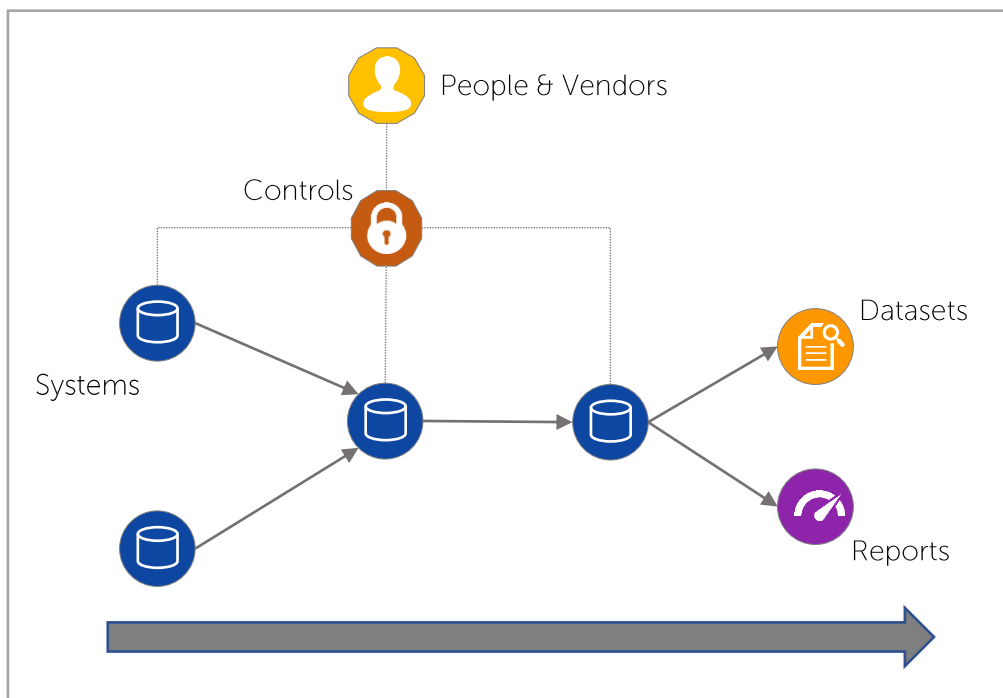 People & Vendors
Controls
Datasets
Systems
Reports